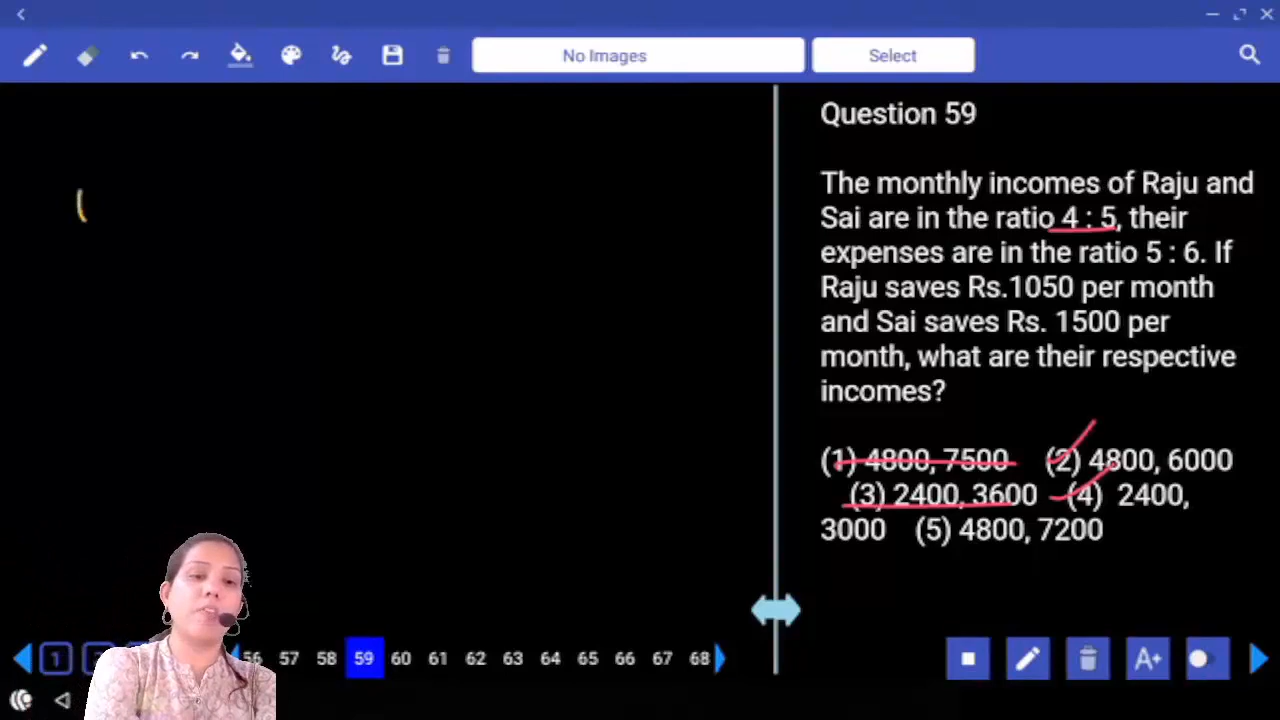 No Images
Select
Question 59
The monthly incomes of Raju and
Sai are in the ratio 4 : 5, their
expenses are in the ratio 5 : 6. If
Raju saves Rs.1050 per month
and Sai saves Rs. 1500 per
month, what are their respective
incomes?
(1) 4800, 7500 (2) 4800, 6000
(3) 2400, 3600 (4) 2400,
3000 (5) 4800, 7200
1 56 57 58 59 60 61 62 63 64 65 66 67 68
A+